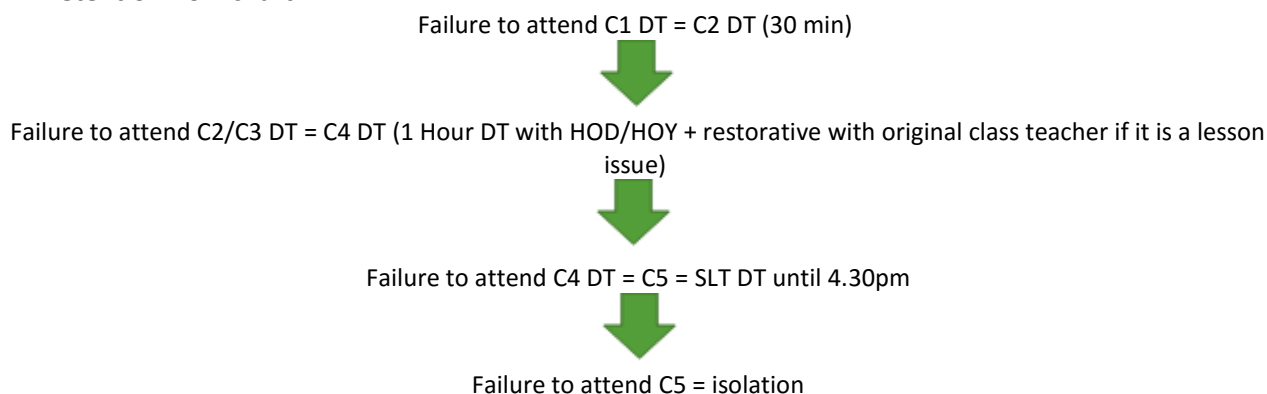 Failure to attend C1 DT = C2 DT (30 min)
Failure to attend C2/C3 DT = C4 DT (1 Hour DT with HOD/HOY + restorative with original class teacher if it is a lesson
issue)
Failure to attend C4 DT = C5 = SLT DT until 4.30pm
Failure to attend C5 = isolation